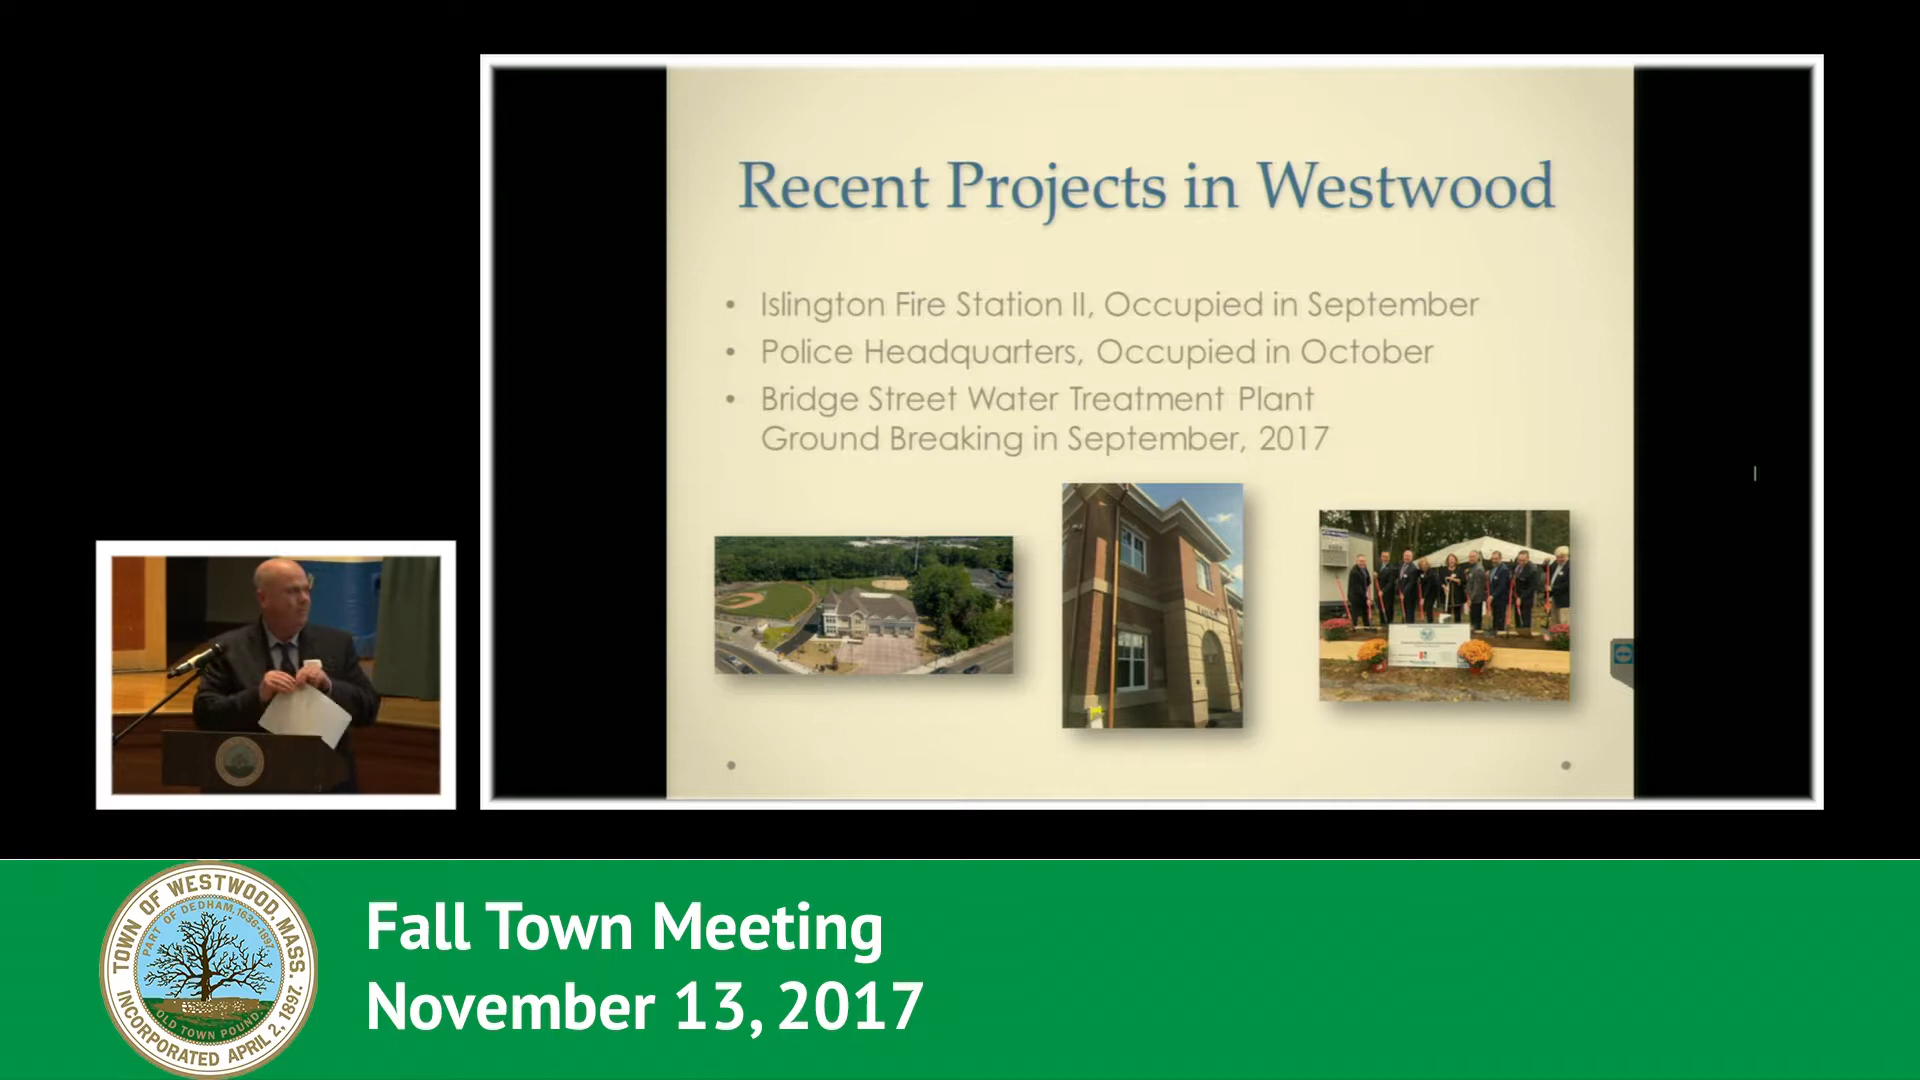 Recent Projects in Westwood
• Islington Fire Station II, Occupied in September
• Police Headquarters, Occupied in October
• Bridge Street Water Treatment Plant
Ground Breaking in September, 2017
TOWN OF WESTWOOD, MASS.
PART OF DEDHAM, 1636-1897.
OLD TOWN POUND.
INCORPORATED APRIL 2, 1897.
Fall Town Meeting
November 13, 2017